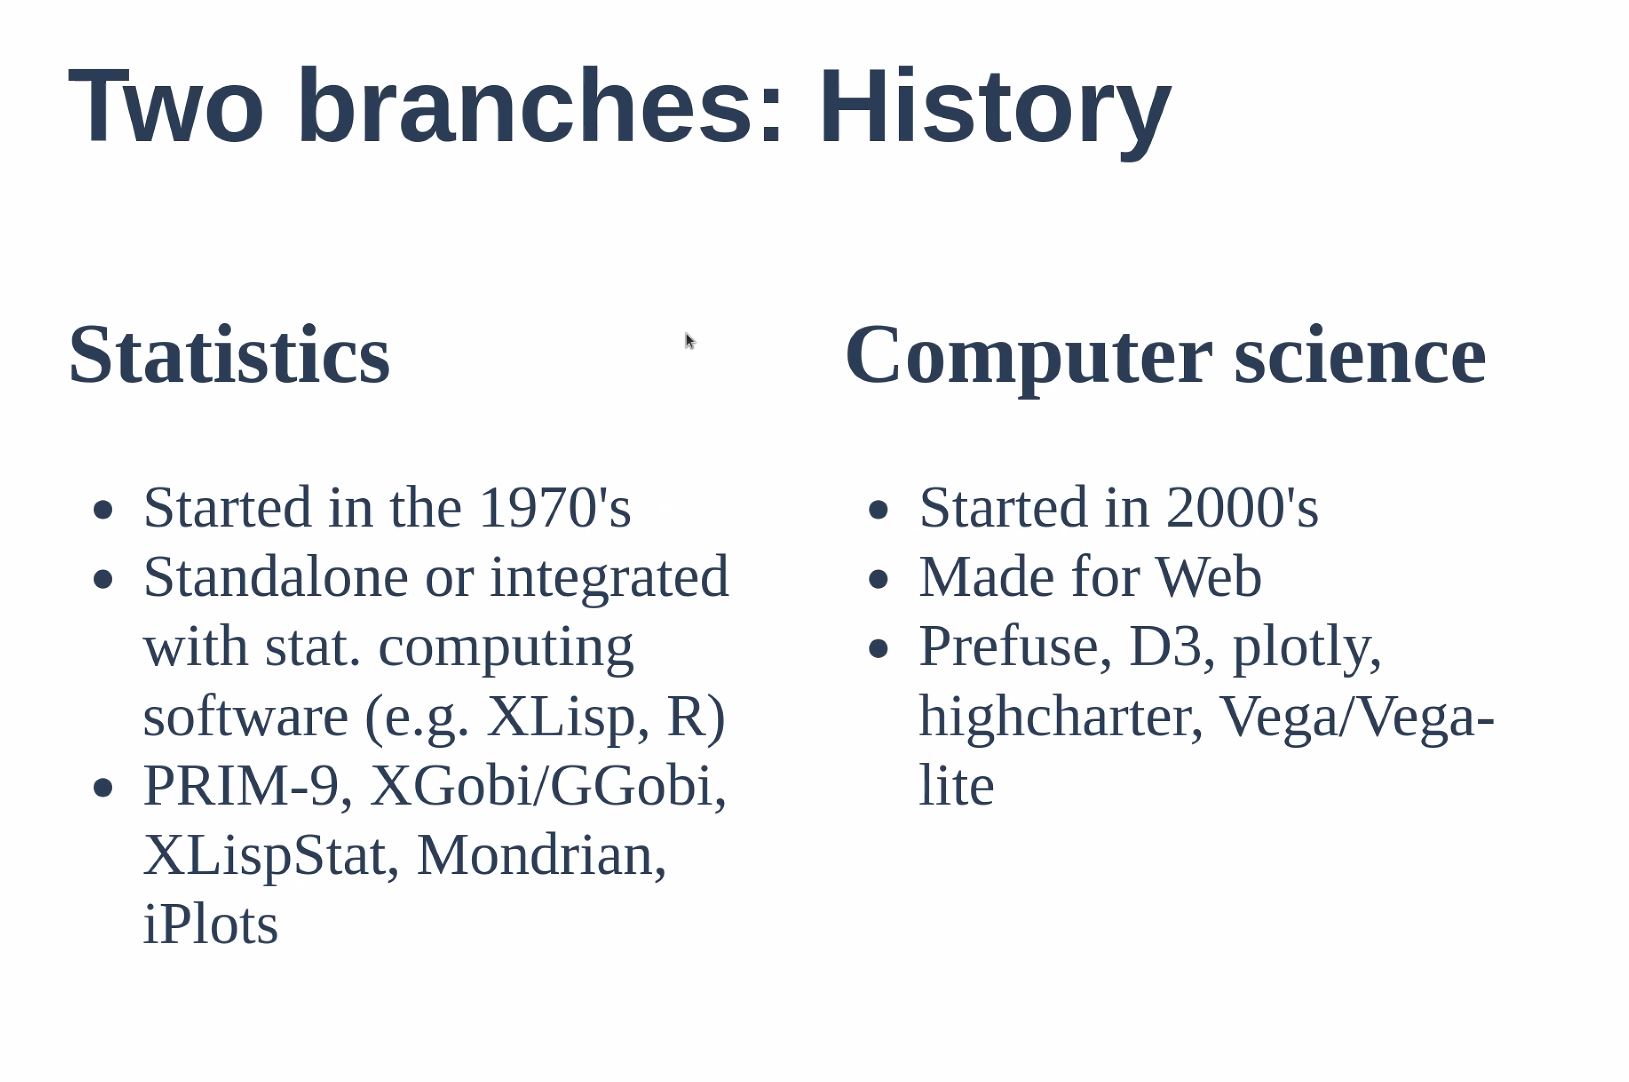 Two branches: History
Statistics
Started in the 1970's
Standalone or integrated
with stat. computing
software (e.g. XLisp, R)
PRIM-9, XGobi/GGobi,
XLispStat, Mondrian,
iPlots
Computer science
Started in 2000's
Made for Web
Prefuse, D3, plotly,
highcharter, Vega/Vega-
lite